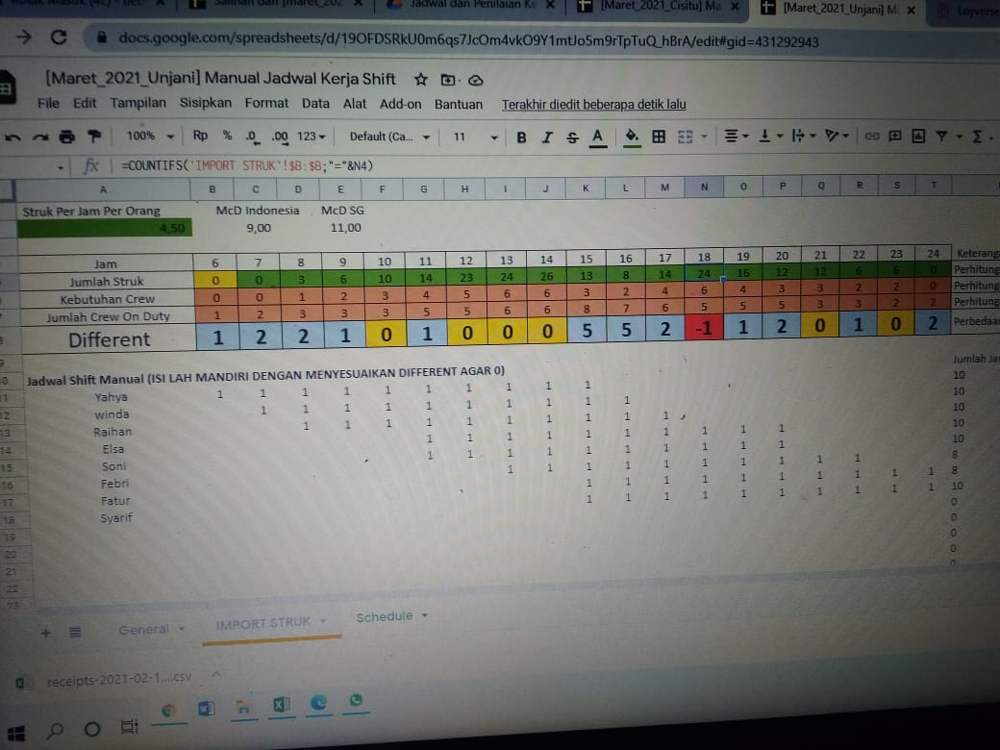 Salinan dari [maret_202
Jadwal dan Penilaian Ke
[Maret_2021_Cisitu] Ma
[Maret_2021_Unjani] M
Loyverse
docs.google.com/spreadsheets/d/19OFDSRkU0m6qs7JcOm4vkO9Y1mtJo5m9rTpTuQ_hBrA/edit#gid=431292943
[Maret_2021_Unjani] Manual Jadwal Kerja Shift
File Edit Tampilan Sisipkan Format Data Alat Add-on Bantuan Terakhir diedit beberapa detik lalu
100% Rp % .0 .00 123 Default (Ca... 11 B I S A
fx =COUNTIFS('IMPORT STRUK'!$B:$B;"="&N4)
A B C D E F G H I J K L M N O P Q R S T
Struk Per Jam Per Orang McD Indonesia McD SG
4,50 9,00 11,00
Jam 6 7 8 9 10 11 12 13 14 15 16 17 18 19 20 21 22 23 24 Keterang
Jumlah Struk 0 0 3 6 10 14 23 24 26 13 8 14 24 16 12 12 6 6 0 Perhitung
Kebutuhan Crew 0 0 1 2 3 4 5 6 6 3 2 4 6 4 3 3 2 2 0 Perhitung
Jumlah Crew On Duty 1 2 3 3 3 5 5 6 6 8 7 6 5 5 5 3 3 2 2 Perhitung
Different 1 2 2 1 0 1 0 0 0 5 5 2 -1 1 2 0 1 0 2 Perbedaa
Jadwal Shift Manual (ISI LAH MANDIRI DENGAN MENYESUAIKAN DIFFERENT AGAR 0) Jumlah Ja
Yahya 1 1 1 1 1 1 1 1 1 1 10
winda 1 1 1 1 1 1 1 1 1 1 10
Raihan 1 1 1 1 1 1 1 1 1 1 10
Elsa 1 1 1 1 1 1 1 1 1 1 10
Soni 1 1 1 1 1 1 1 1 1 1 10
Febri 1 1 1 1 1 1 1 1 8
Fatur 1 1 1 1 1 1 1 1 8
Syarif 1 1 1 1 1 1 1 1 1 1 10
0
0
0
0
0
General IMPORT STRUK Schedule
receipts-2021-02-1....csv